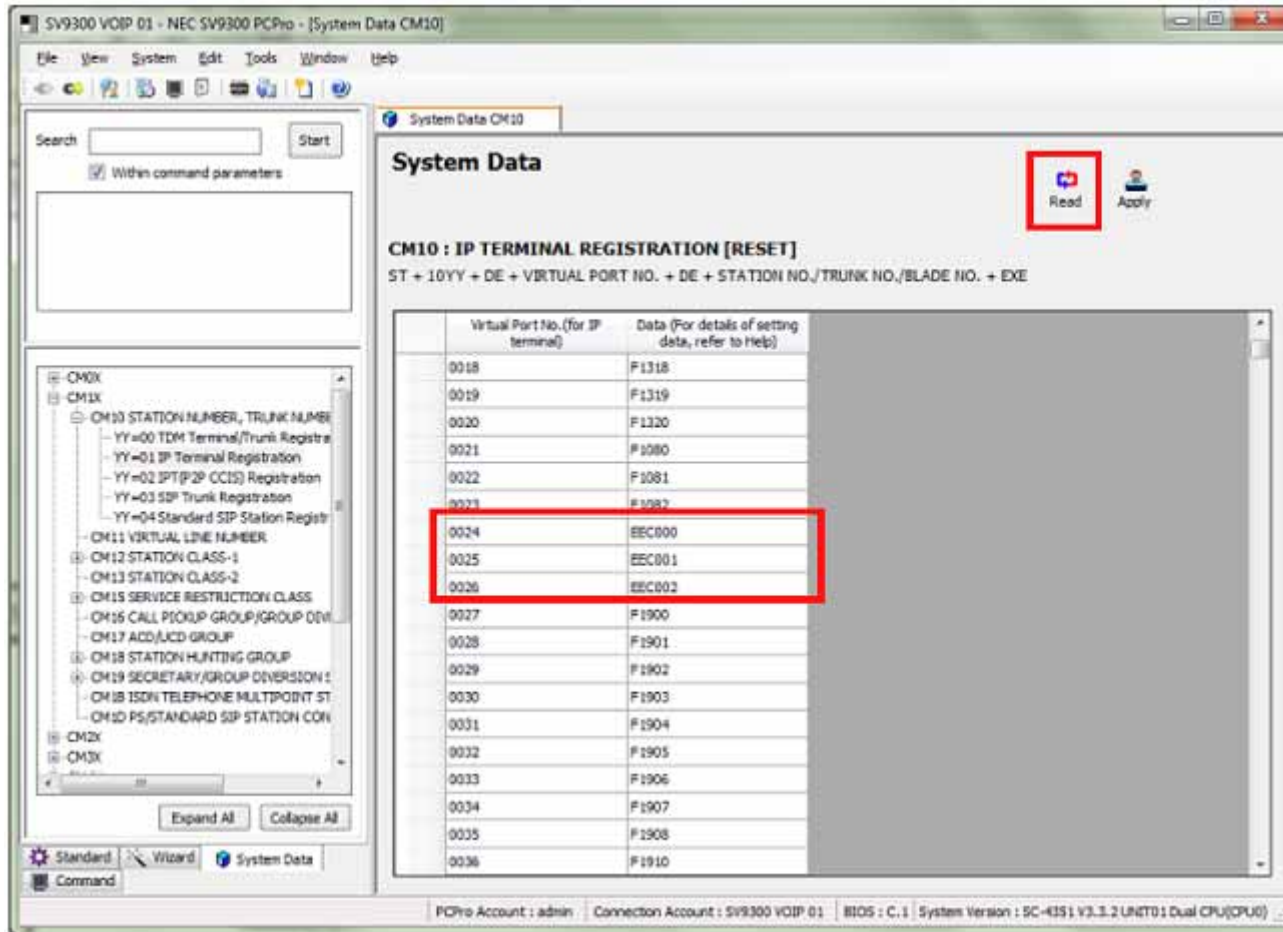 SV9300 VOIP 01 - NEC SV9300 PCPro - [System Data CM10]
File View System Edit Tools Window Help
Search
Start
Within command parameters
CM0X
CM1X
CM10 STATION NUMBER, TRUNK NUMBE
YY=00 TDM Terminal/Trunk Registra
YY=01 IP Terminal Registration
YY=02 IPT(P2P CCIS) Registration
YY=03 SIP Trunk Registration
YY=04 Standard SIP Station Registr
CM11 VIRTUAL LINE NUMBER
CM12 STATION CLASS-1
CM13 STATION CLASS-2
CM15 SERVICE RESTRICTION CLASS
CM16 CALL PICKUP GROUP/GROUP DIVE
CM17 ACD/UCD GROUP
CM18 STATION HUNTING GROUP
CM19 SECRETARY/GROUP DIVERSION S
CM1B ISDN TELEPHONE MULTIPOINT ST
CM1D PS/STANDARD SIP STATION CON
CM2X
CM3X
Expand All Collapse All
Standard Wizard System Data
Command
System Data CM10
System Data
Read Apply
CM10 : IP TERMINAL REGISTRATION [RESET]
ST + 10YY + DE + VIRTUAL PORT NO. + DE + STATION NO./TRUNK NO./BLADE NO. + EXE
Virtual Port No.(for IP terminal) Data (For details of setting data, refer to Help)
0018 F1318
0019 F1319
0020 F1320
0021 F1080
0022 F1081
0023 F1082
0024 EEC000
0025 EEC001
0026 EEC002
0027 F1900
0028 F1901
0029 F1902
0030 F1903
0031 F1904
0032 F1905
0033 F1906
0034 F1907
0035 F1908
0036 F1910
PCPro Account : admin Connection Account : SV9300 VOIP 01 BIOS : C.1 System Version : SC-4351 V3.3.2 UNIT01 Dual CPU(CPU0)